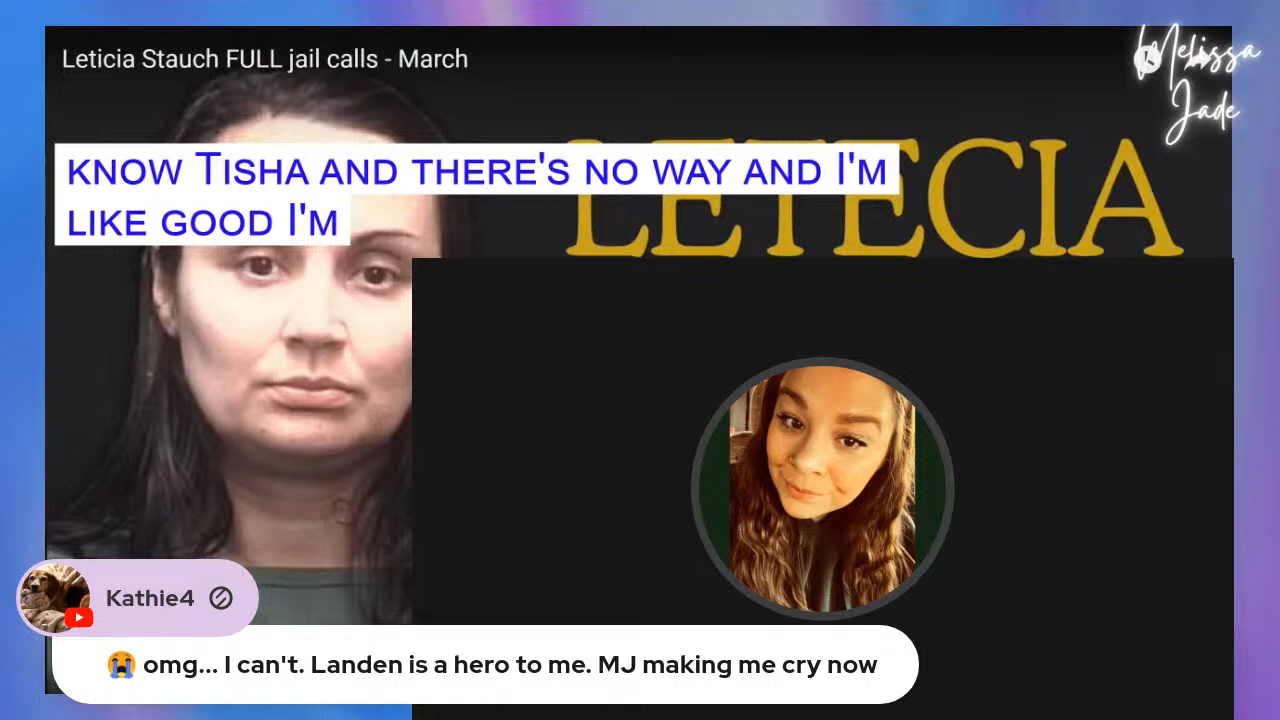 Leticia Stauch FULL jail calls - March
Melissa
Jade
LETECIA
KNOW TISHA AND THERE'S NO WAY AND I'M
LIKE GOOD I'M
Kathie4
😭 omg... I can't. Landen is a hero to me. MJ making me cry now